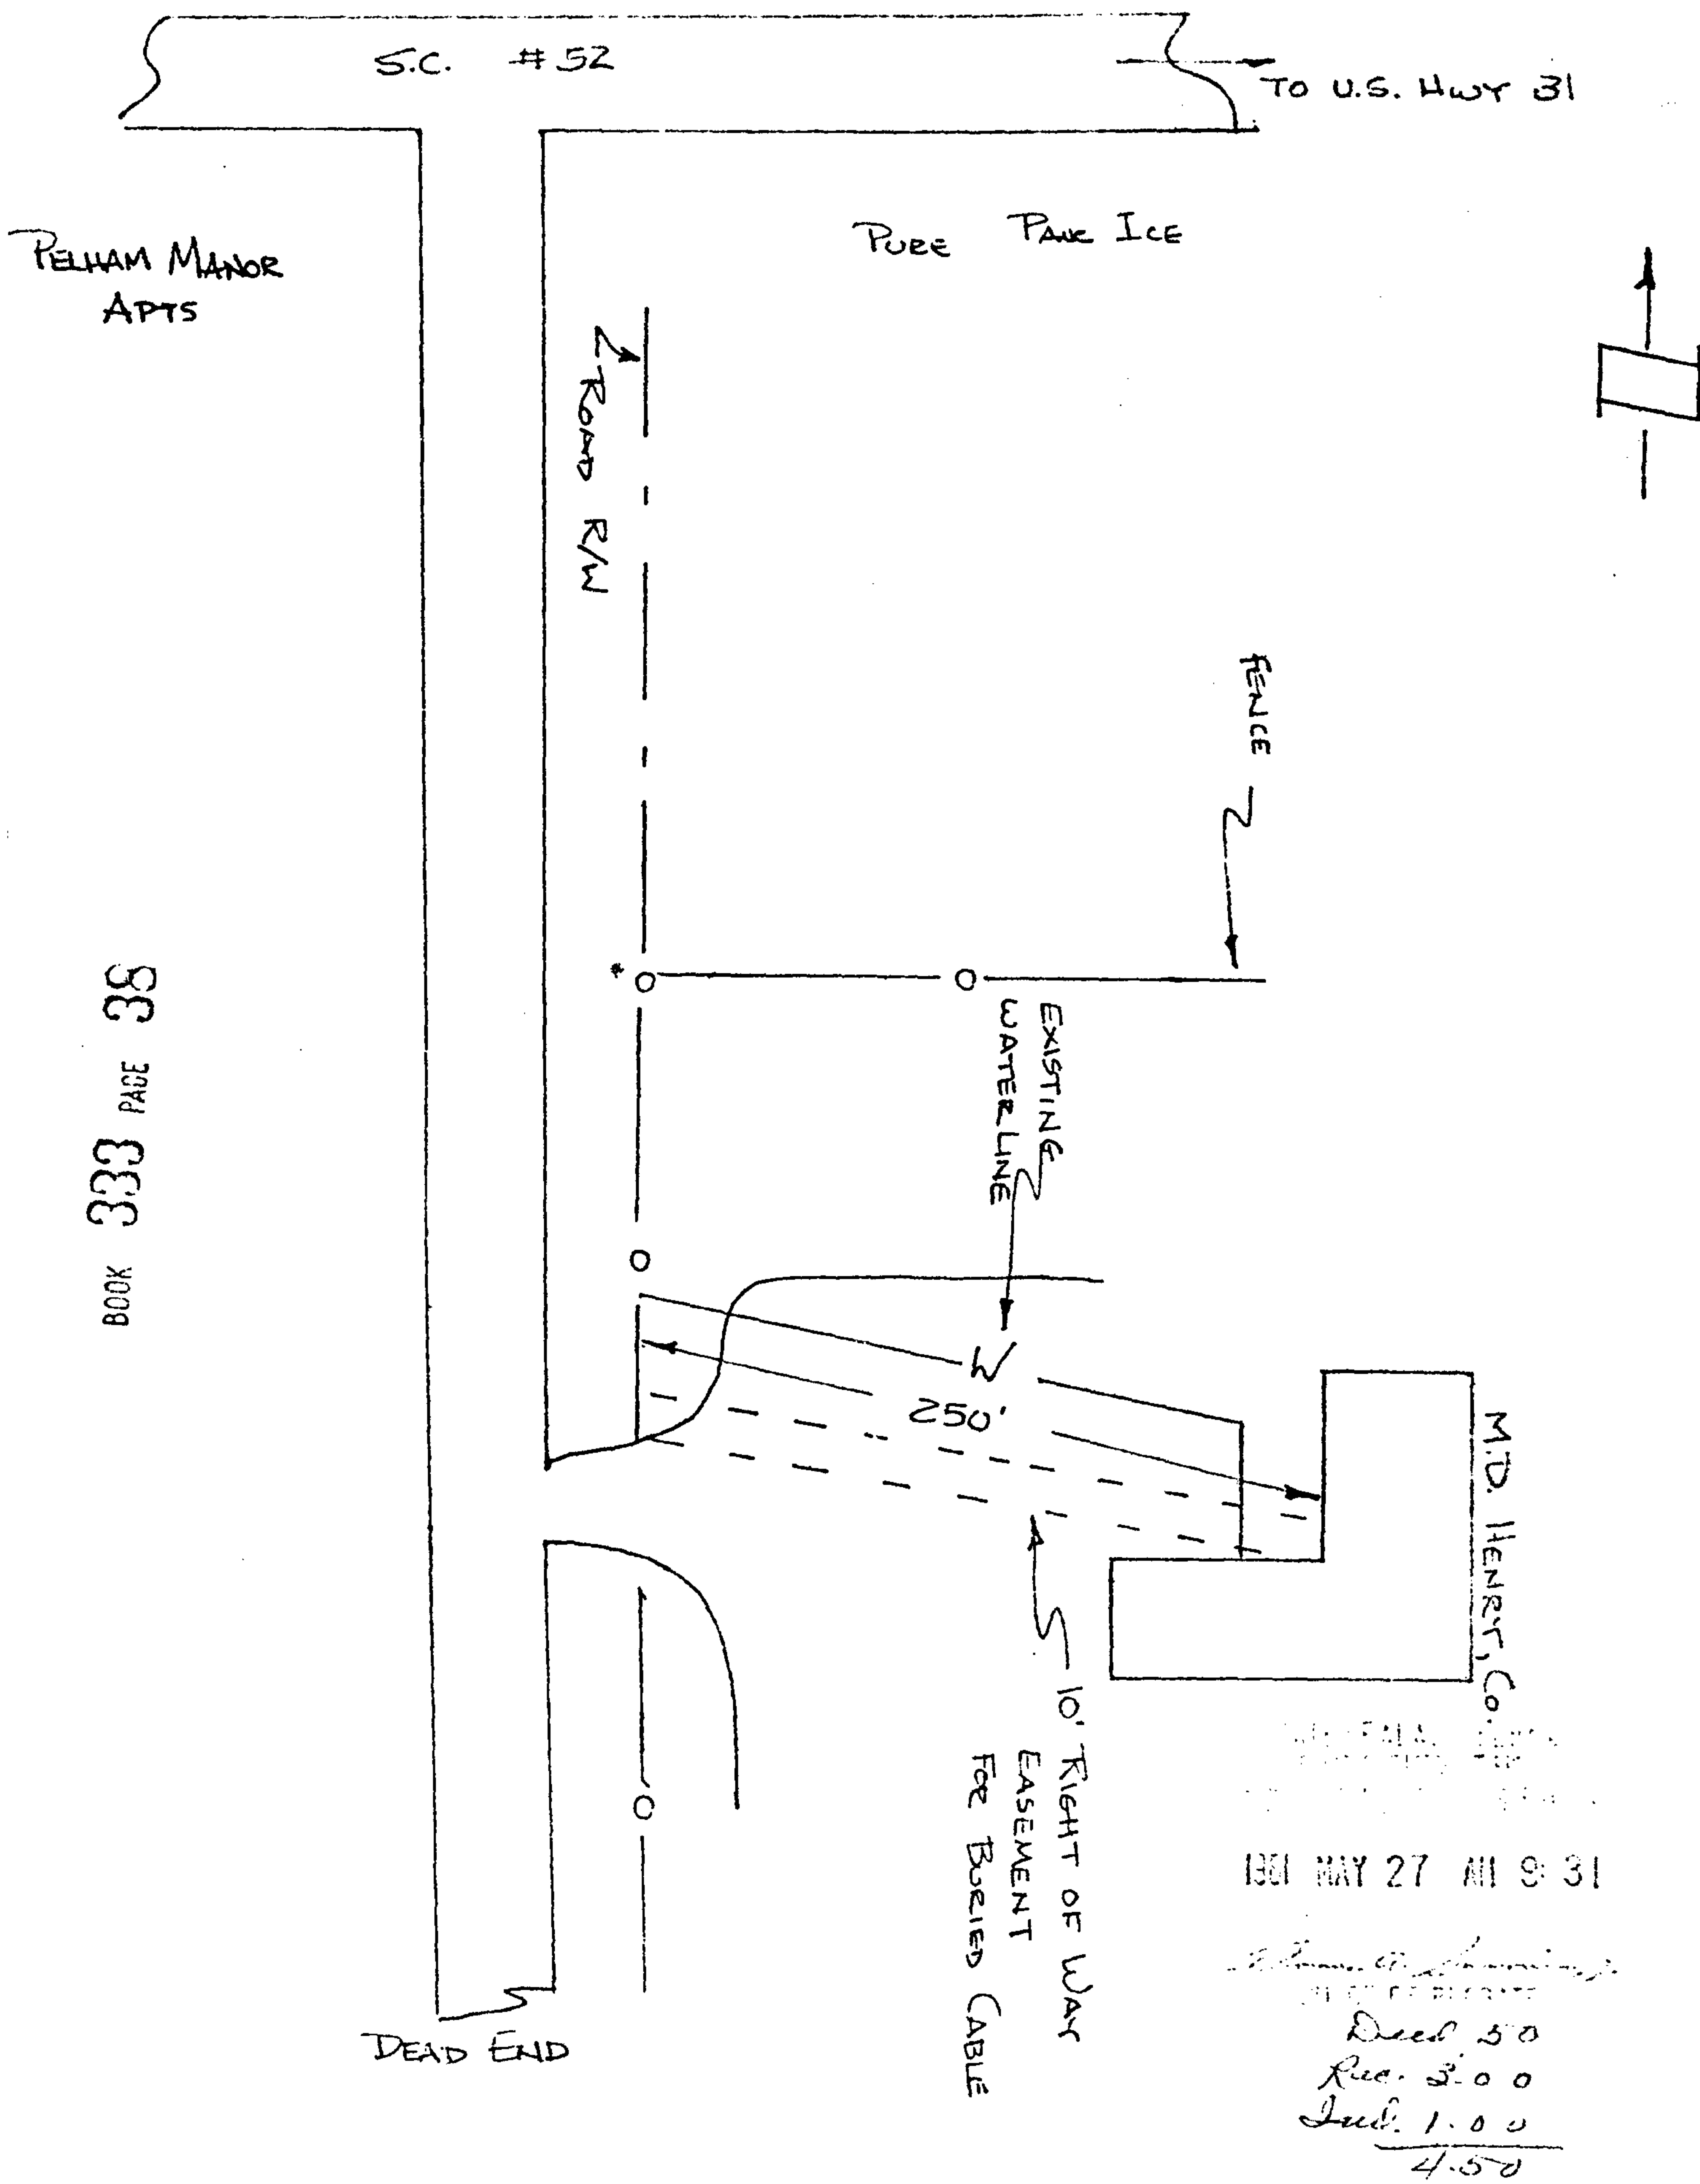 S.C. #52
TO U.S. HWY 31
PELHAM MANOR
APTS
PURE PAK ICE
ROAD R/W
FENCE
EXISTING
WATERLINE
W
250'
M.D. HENRY, CO.
10' RIGHT OF WAY
EASEMENT
FOR BURIED CABLE
BOOK 333 PAGE 38
1981 MAY 27 AM 9:31
Deed 50
Rec. 3.00
Ind. 1.00
4.50
DEAD END